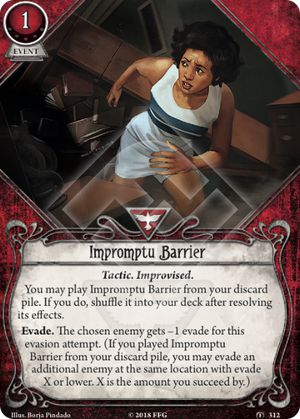 1
EVENT
Impromptu Barrier
Tactic. Improvised.
You may play Impromptu Barrier from your discard
pile. If you do, shuffle it into your deck after resolving
its effects.
Evade. The chosen enemy gets –1 evade for this
evasion attempt. (If you played Impromptu
Barrier from your discard pile, you may evade an
additional enemy at the same location with evade
X or lower. X is the amount you succeed by.)
Illus. Borja Pindado © 2018 FFG 312